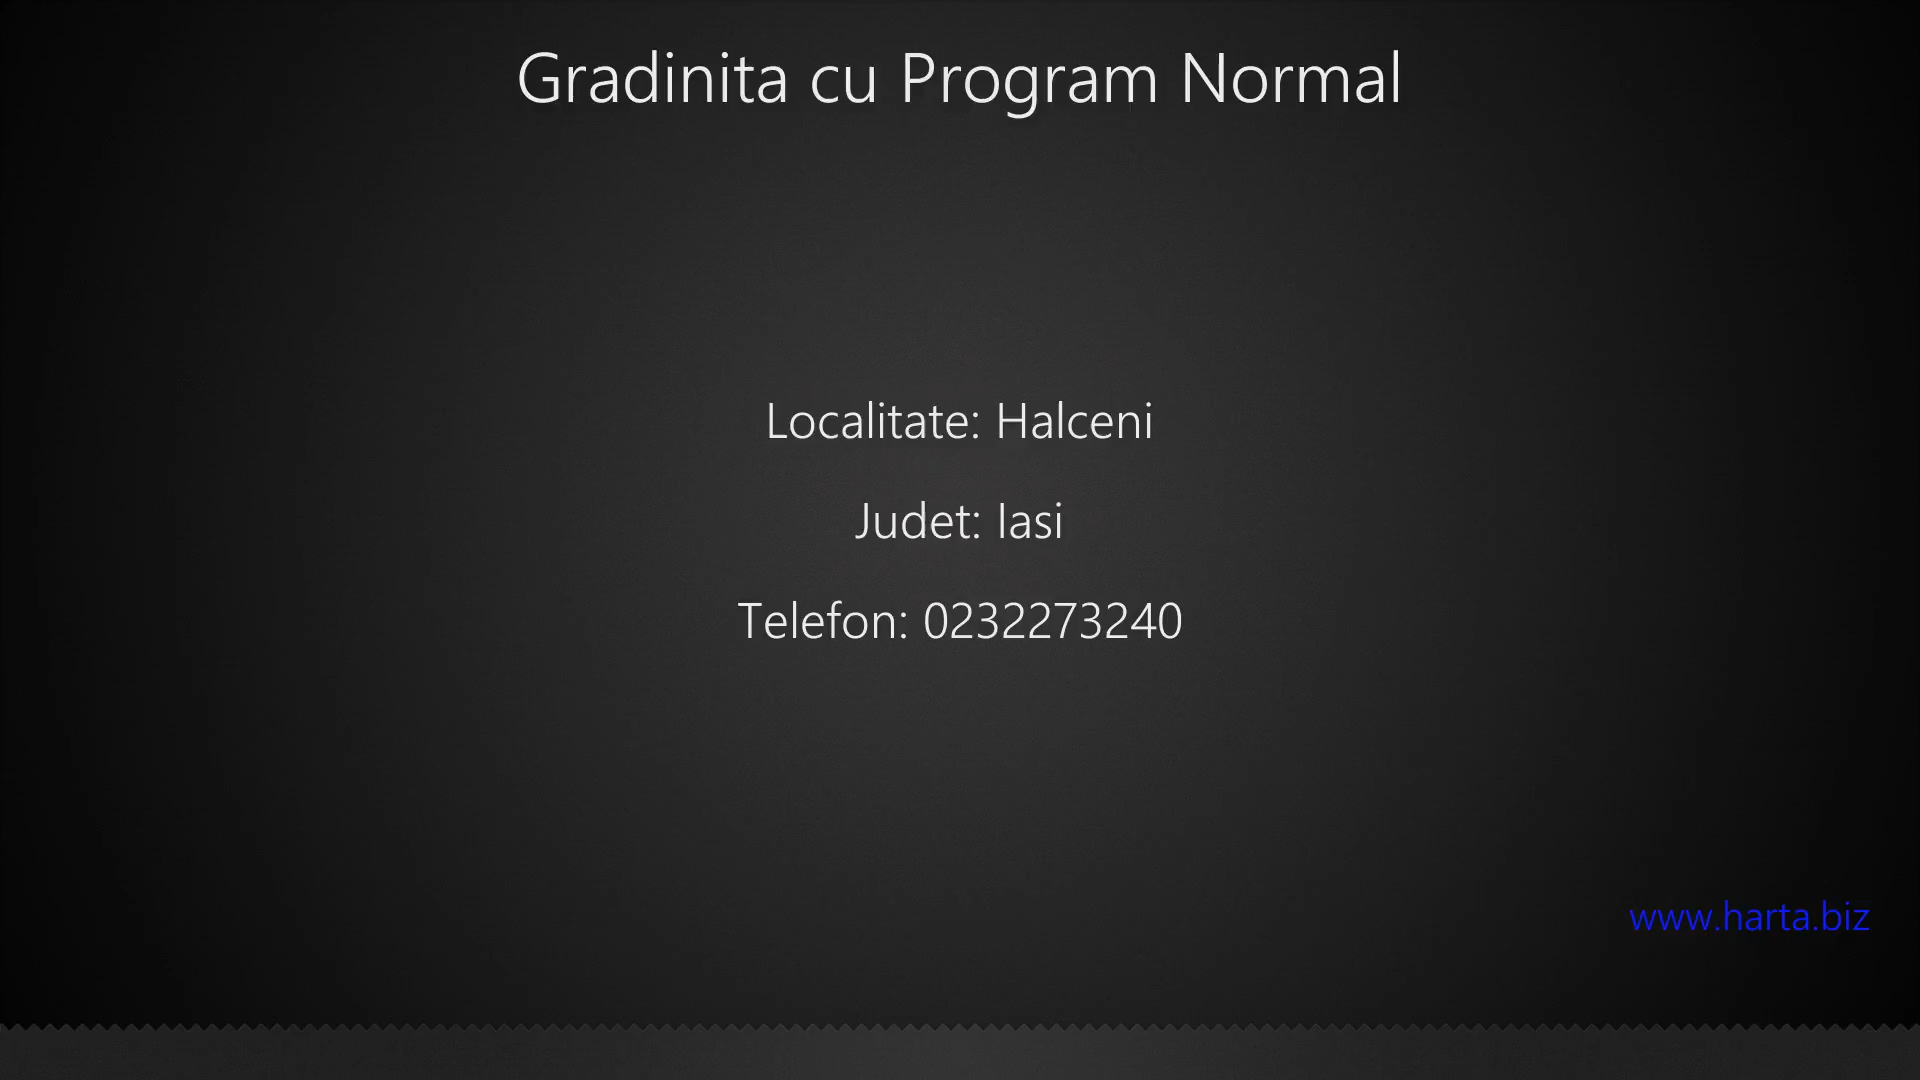 Gradinita cu Program Normal
Localitate: Halceni
Judet: Iasi
Telefon: 0232273240
www.harta.biz